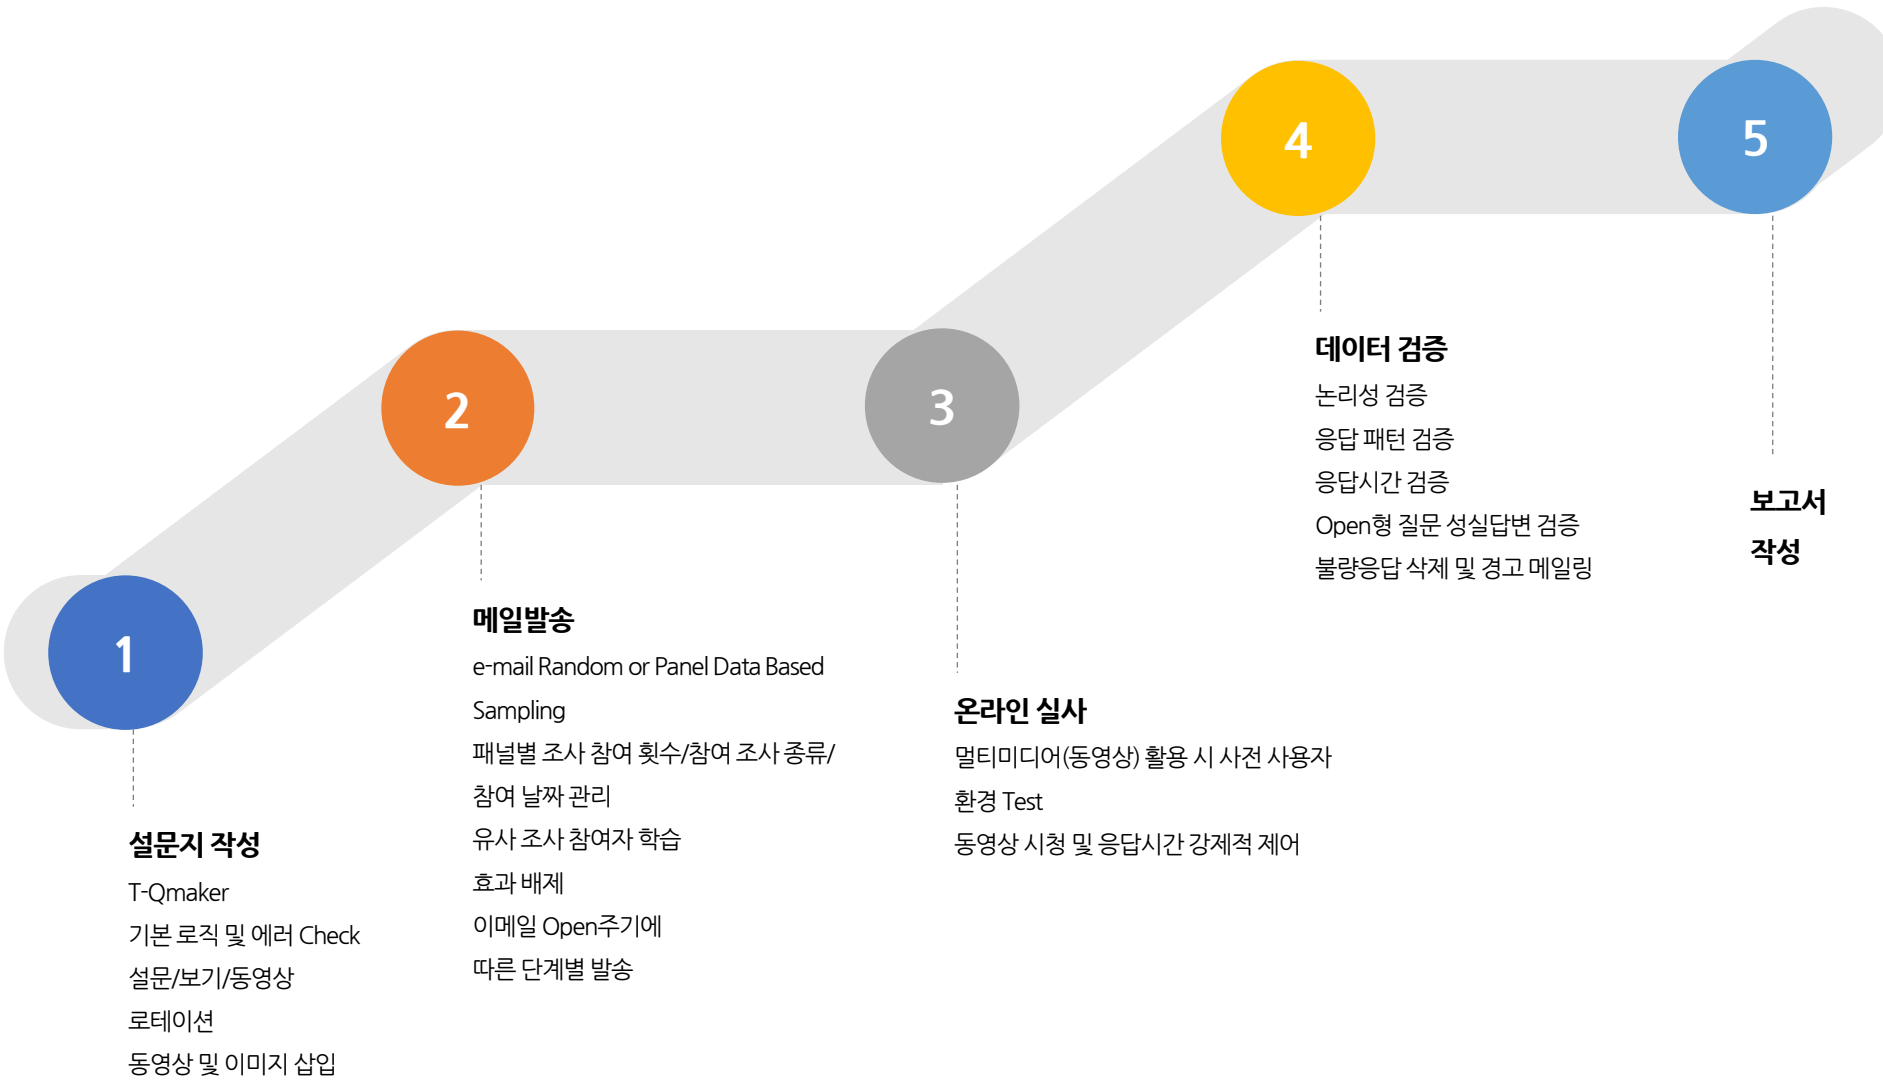 1
설문지 작성
T-Qmaker
기본 로직 및 에러 Check
설문/보기/동영상
로테이션
동영상 및 이미지 삽입
2
메일발송
e-mail Random or Panel Data Based
Sampling
패널별 조사 참여 횟수/참여 조사 종류/
참여 날짜 관리
유사 조사 참여자 학습
효과 배제
이메일 Open주기에
따른 단계별 발송
3
온라인 실사
멀티미디어(동영상) 활용 시 사전 사용자
환경 Test
동영상 시청 및 응답시간 강제적 제어
4
데이터 검증
논리성 검증
응답 패턴 검증
응답시간 검증
Open형 질문 성실답변 검증
불량응답 삭제 및 경고 메일링
5
보고서
작성